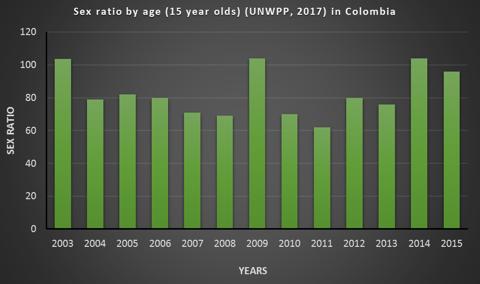 Sex ratio by age (15 year olds) (UNWPP, 2017) in Colombia
120
100
80
60
40
20
0
SEX RATIO
2003 2004 2005 2006 2007 2008 2009 2010 2011 2012 2013 2014 2015
YEARS